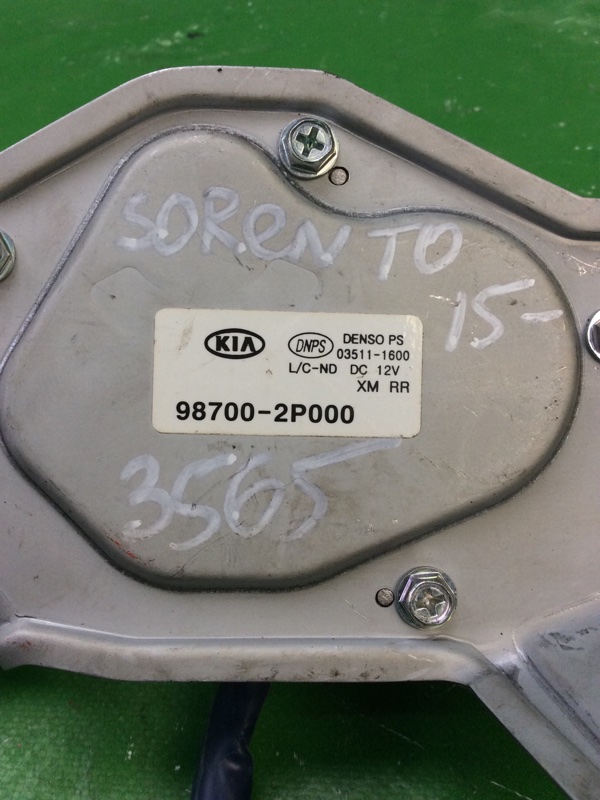 SORENTO
15-
KIA DNPS DENSO PS
03511-1600
L/C-ND DC 12V
XM RR
98700-2P000
3565